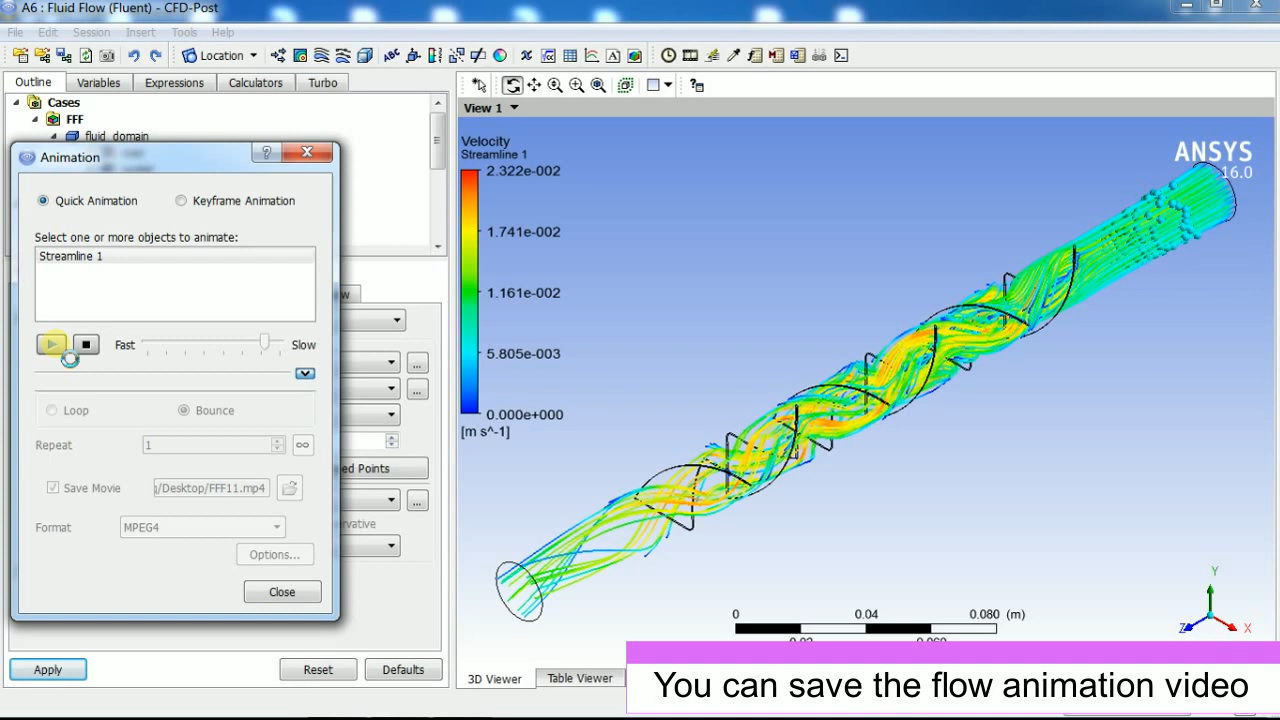 A6 : Fluid Flow (Fluent) - CFD-Post
File Edit Session Insert Tools Help
Location
Outline Variables Expressions Calculators Turbo
Cases
FFF
fluid_domain
View 1
Animation
Quick Animation Keyframe Animation
Select one or more objects to animate:
Streamline 1
Fast Slow
Loop Bounce
Repeat 1
Save Movie ı/Desktop/FFF11.mp4
Format MPEG4
Options...
Close
w
...
...
ed Points
...
ervative
Apply Reset Defaults
Velocity
Streamline 1
2.322e-002
1.741e-002
1.161e-002
5.805e-003
0.000e+000
[m s^-1]
ANSYS
16.0
0 0.04 0.080 (m)
Y
Z X
3D Viewer Table Viewer
You can save the flow animation video